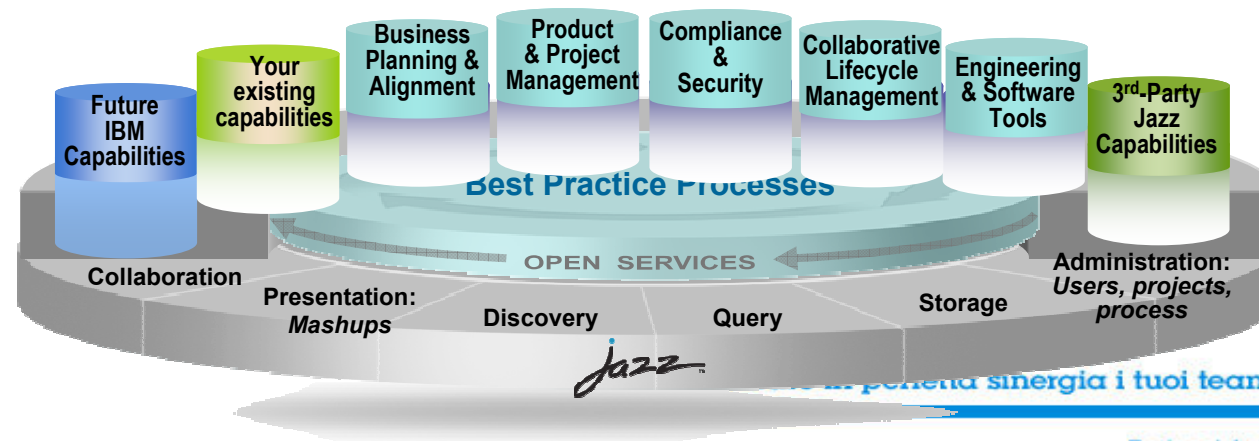 Future
IBM
Capabilities
Your
existing
capabilities
Business
Planning &
Alignment
Product
& Project
Management
Compliance
&
Security
Collaborative
Lifecycle
Management
Engineering
& Software
Tools
3rd-Party
Jazz
Capabilities
Best Practice Processes
OPEN SERVICES
Collaboration
Presentation:
Mashups
Discovery
Query
Storage
Administration:
Users, projects,
process
jazz
sinergia i tuoi team